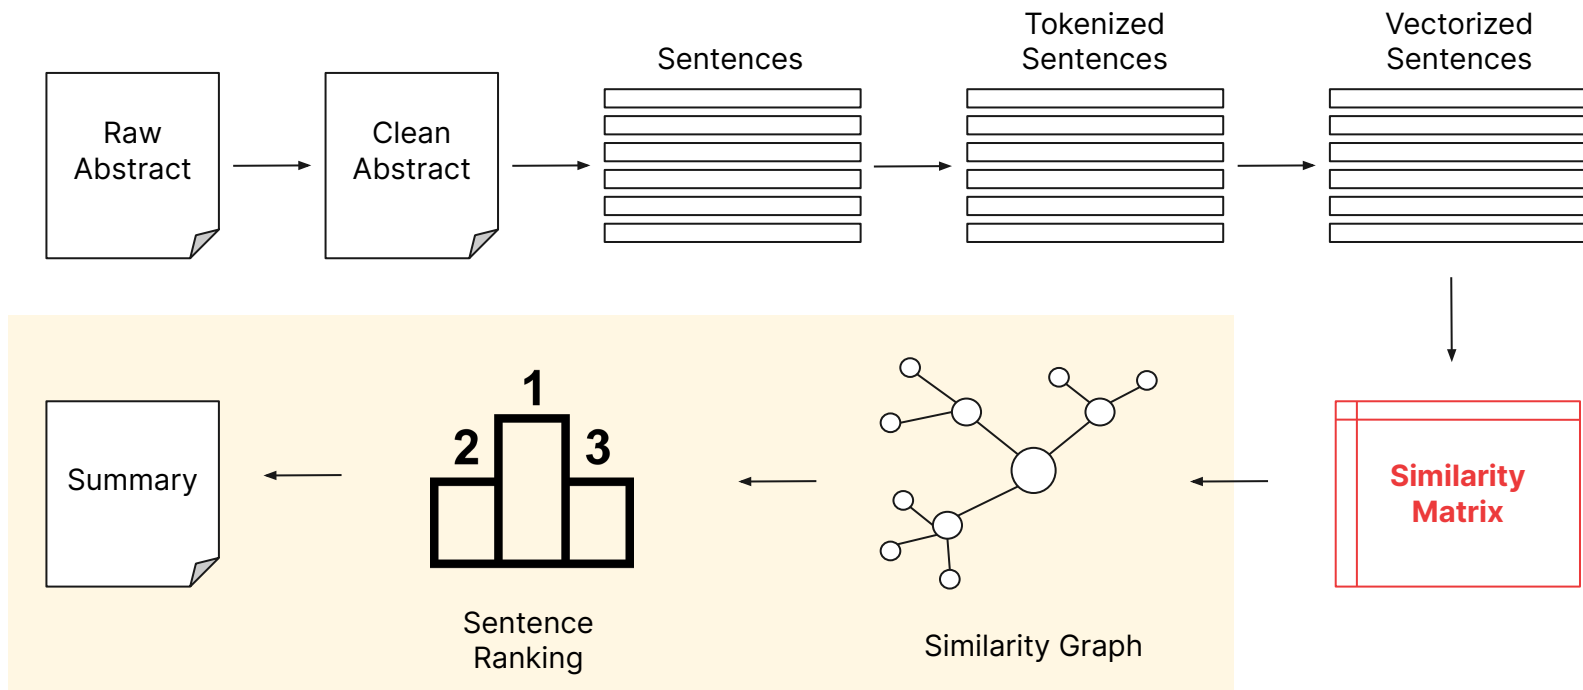 Raw
Abstract
Clean
Abstract
Sentences
Tokenized
Sentences
Vectorized
Sentences
Summary
1
2
3
Sentence
Ranking
Similarity Graph
Similarity
Matrix